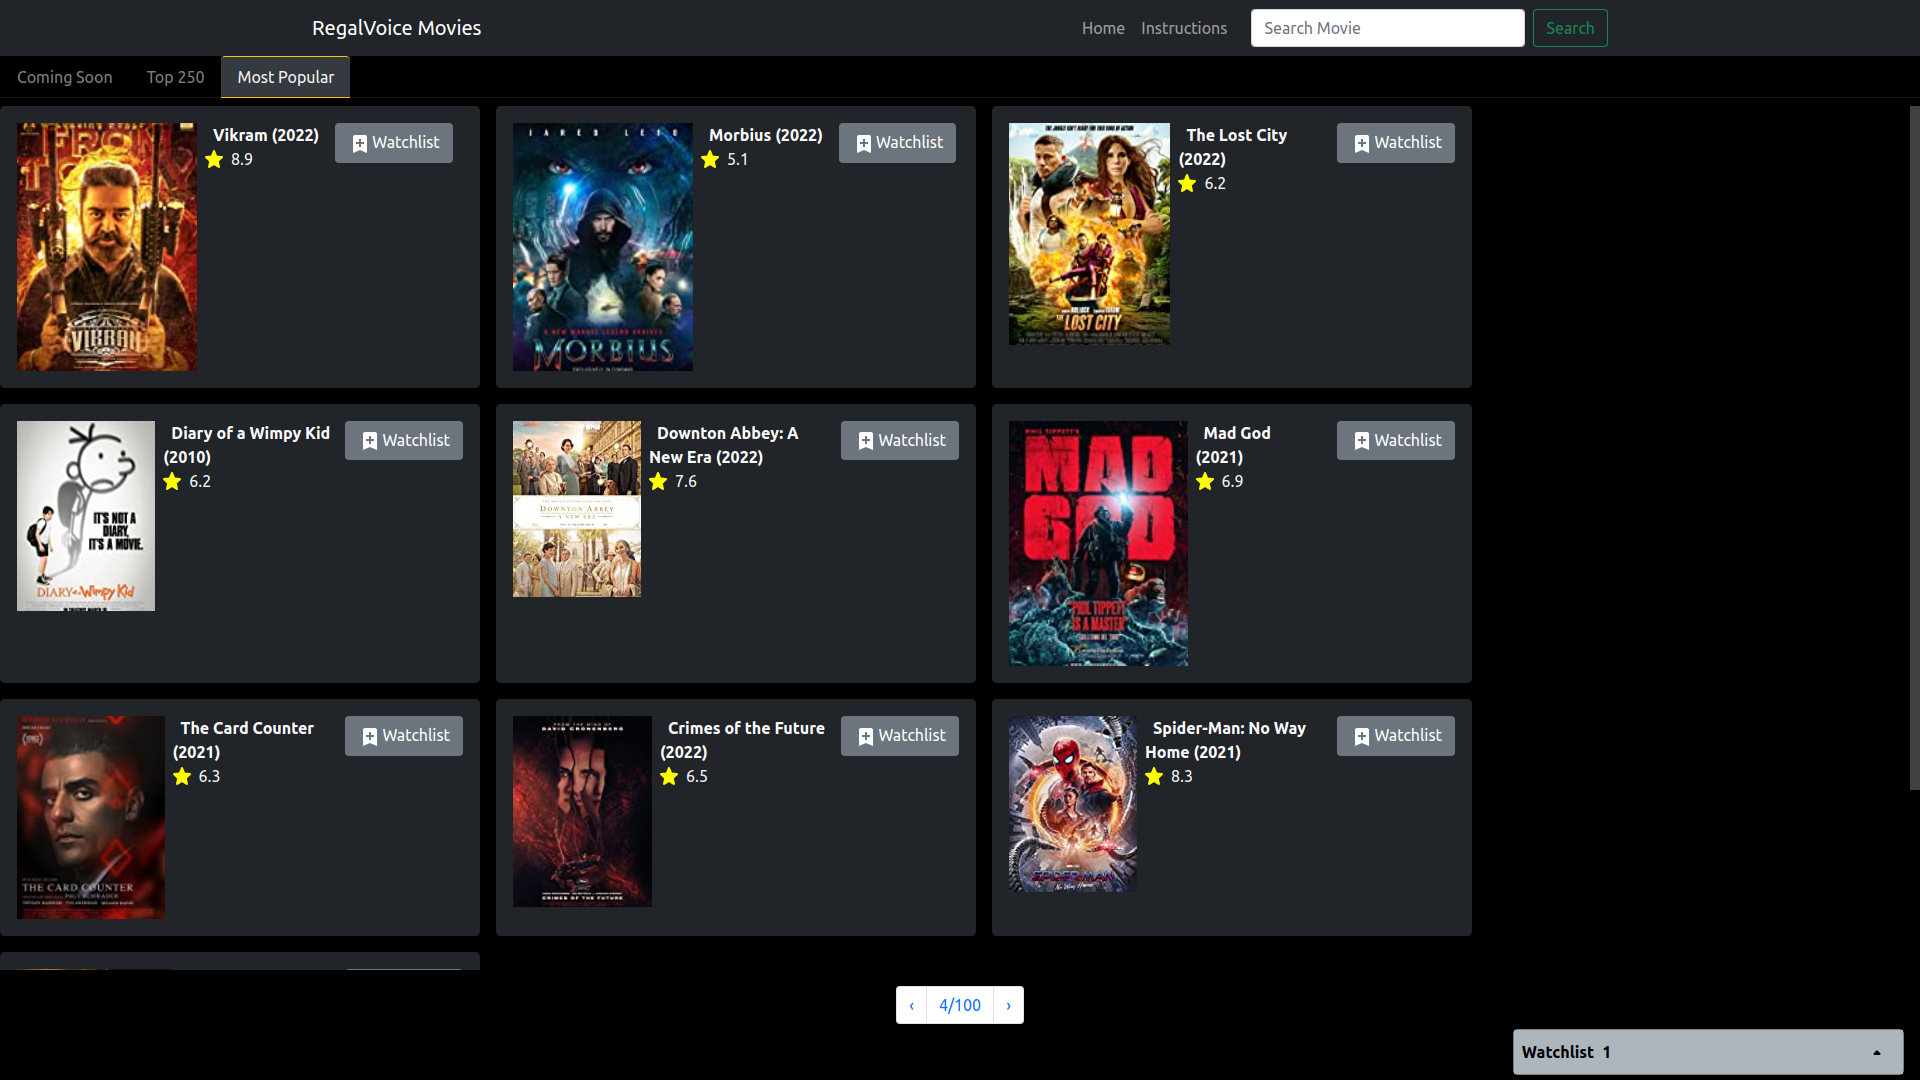 RegalVoice Movies
Home
Instructions
Search Movie
Search
Coming Soon
Top 250
Most Popular
VIKRAM
Vikram (2022)
8.9
Watchlist
JARED LETO
A NEW MARVEL LEGEND ARRIVES
MORBIUS
Morbius (2022)
5.1
Watchlist
THE LOST CITY
The Lost City
(2022)
6.2
Watchlist
IT'S NOT A
DIARY,
IT'S A MOVIE.
DIARY of a Wimpy Kid
Diary of a Wimpy Kid
(2010)
6.2
Watchlist
DOWNTON ABBEY
A NEW ERA
Downton Abbey: A
New Era (2022)
7.6
Watchlist
PHIL TIPPETT'S
MAD
GOD
PHIL TIPPETT
IS A MASTER
Mad God
(2021)
6.9
Watchlist
THE CARD COUNTER
The Card Counter
(2021)
6.3
Watchlist
FROM THE MIND OF
DAVID CRONENBERG
CRIMES OF THE FUTURE
Crimes of the Future
(2022)
6.5
Watchlist
SPIDER-MAN
No Way Home
Spider-Man: No Way
Home (2021)
8.3
Watchlist
‹ 4/100 ›
Watchlist 1